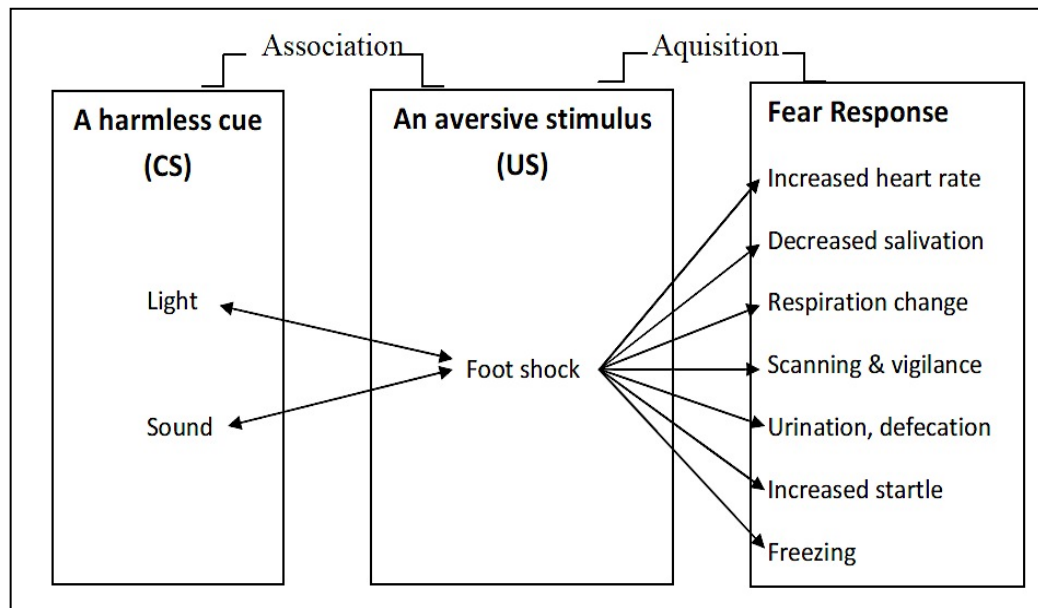 Association
Aquisition
A harmless cue
(CS)
Light
Sound
An aversive stimulus
(US)
Foot shock
Fear Response
Increased heart rate
Decreased salivation
Respiration change
Scanning & vigilance
Urination, defecation
Increased startle
Freezing